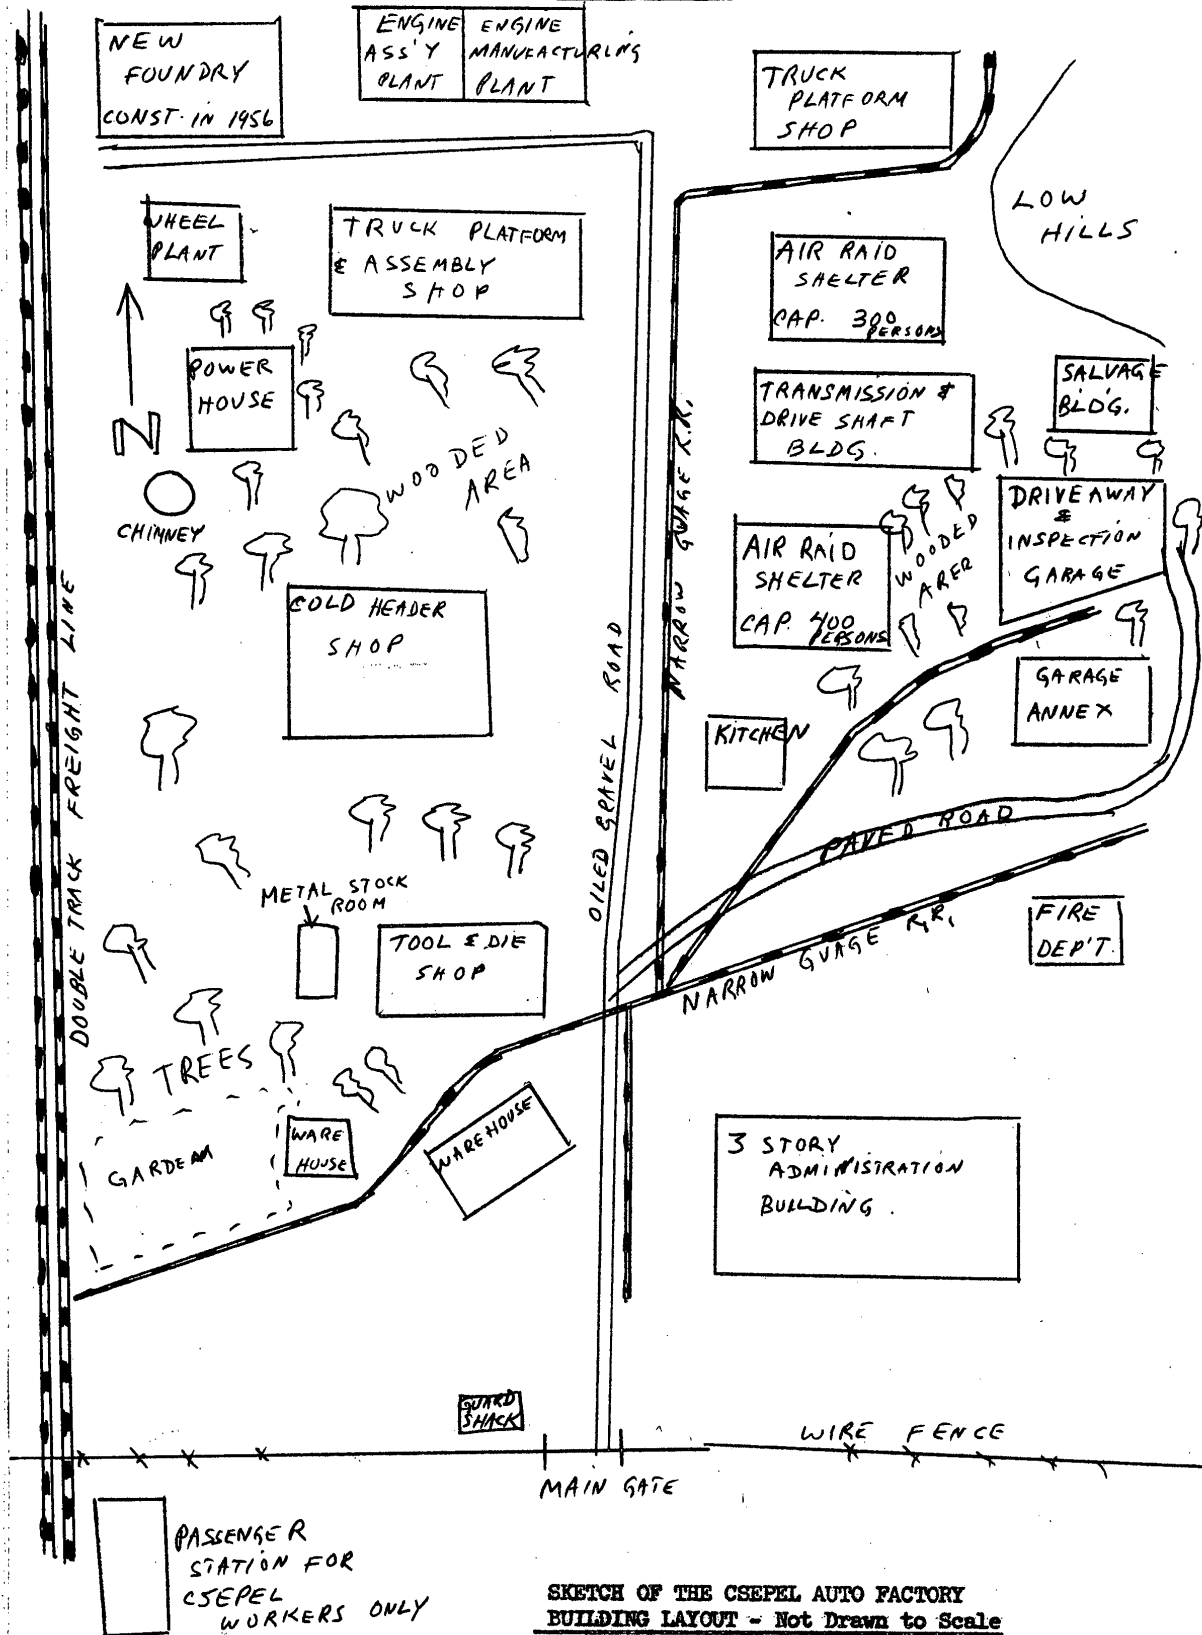 NEW
FOUNDRY
CONST. IN 1956
ENGINE
ASS'Y
PLANT
ENGINE
MANUFACTURING
PLANT
TRUCK
PLATFORM
SHOP
LOW
HILLS
WHEEL
PLANT
TRUCK PLATFORM
& ASSEMBLY
SHOP
AIR RAID
SHELTER
CAP. 300
PERSONS
N
POWER
HOUSE
SALVAGE
BLDG.
TRANSMISSION &
DRIVE SHAFT
BLDG.
NARROW GUAGE R.R.
WOODED
AREA
CHIMNEY
DRIVEAWAY
&
INSPECTION
GARAGE
AIR RAID
SHELTER
CAP. 400
PERSONS
WOODED
AREA
COLD HEADER
SHOP
GARAGE
ANNEX
KITCHEN
DOUBLE TRACK FREIGHT LINE
OILED GRAVEL ROAD
PAVED ROAD
METAL STOCK
ROOM
TOOL & DIE
SHOP
FIRE
DEP'T.
NARROW GUAGE R.R.
TREES
GARDEN
WARE
HOUSE
WAREHOUSE
3 STORY
ADMINISTRATION
BUILDING.
GUARD
SHACK
WIRE FENCE
MAIN GATE
PASSENGER
STATION FOR
CSEPEL
WORKERS ONLY
SKETCH OF THE CSEPEL AUTO FACTORY
BUILDING LAYOUT - Not Drawn to Scale